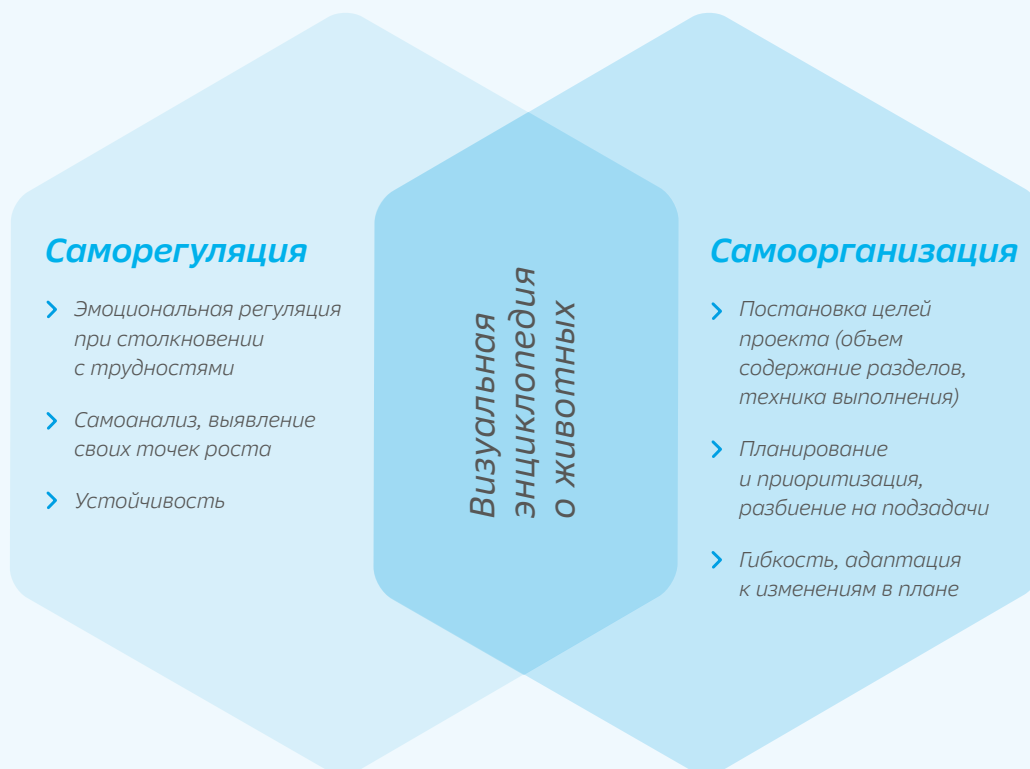 Саморегуляция
Эмоциональная регуляция
при столкновении
с трудностями
Самоанализ, выявление
своих точек роста
Устойчивость
Визуальная
энциклопедия
о животных
Самоорганизация
Постановка целей
проекта (объем
содержание разделов,
техника выполнения)
Планирование
и приоритизация,
разбиение на подзадачи
Гибкость, адаптация
к изменениям в плане